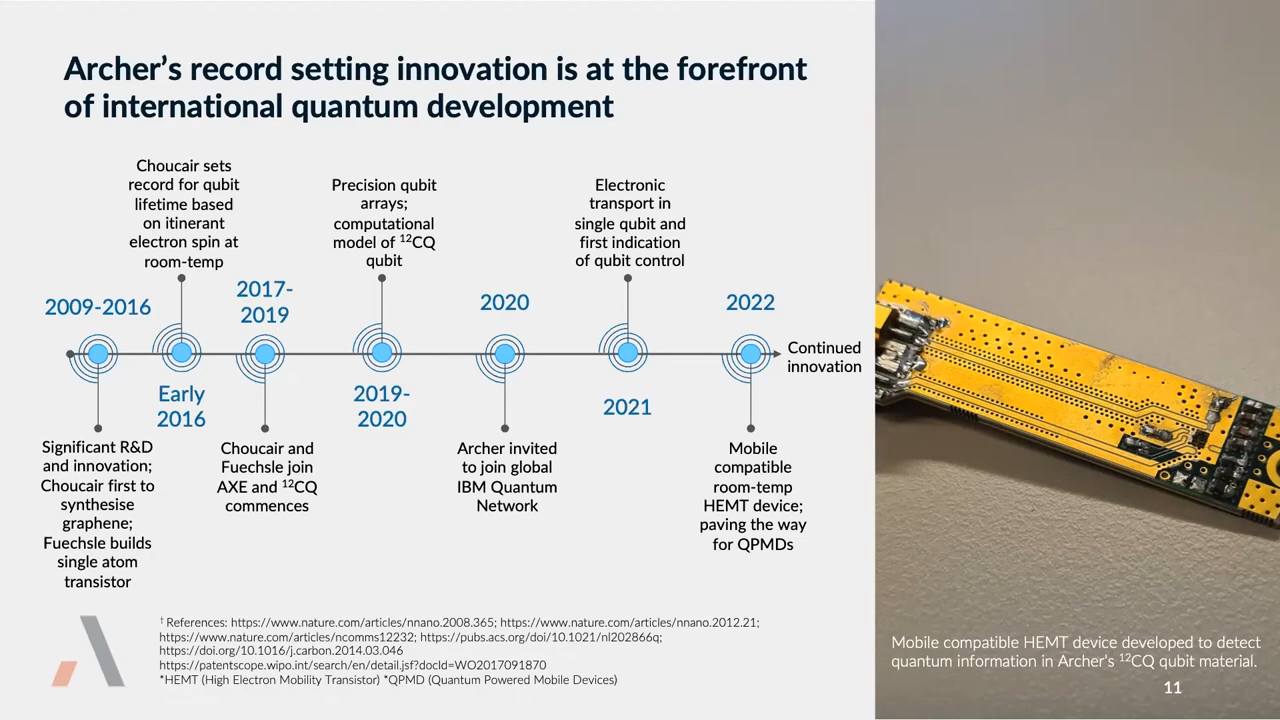 Archer's record setting innovation is at the forefront
of international quantum development
Choucair sets
record for qubit
lifetime based
on itinerant
electron spin at
room-temp
Precision qubit
arrays;
computational
model of ¹²CQ
qubit
Electronic
transport in
single qubit and
first indication
of qubit control
2009-2016
2017-
2019
2020
2022
Continued
innovation
Early
2016
2019-
2020
2021
Significant R&D
and innovation;
Choucair first to
synthesise
graphene;
Fuechsle builds
single atom
transistor
Choucair and
Fuechsle join
AXE and ¹²CQ
commences
Archer invited
to join global
IBM Quantum
Network
Mobile
compatible
room-temp
HEMT device;
paving the way
for QPMDs
† References: https://www.nature.com/articles/nnano.2008.365; https://www.nature.com/articles/nnano.2012.21;
https://www.nature.com/articles/ncomms12232; https://pubs.acs.org/doi/10.1021/nl202866q;
https://doi.org/10.1016/j.carbon.2014.03.046
https://patentscope.wipo.int/search/en/detail.jsf?docId=WO2017091870
*HEMT (High Electron Mobility Transistor) *QPMD (Quantum Powered Mobile Devices)
Mobile compatible HEMT device developed to detect
quantum information in Archer's ¹²CQ qubit material.
11